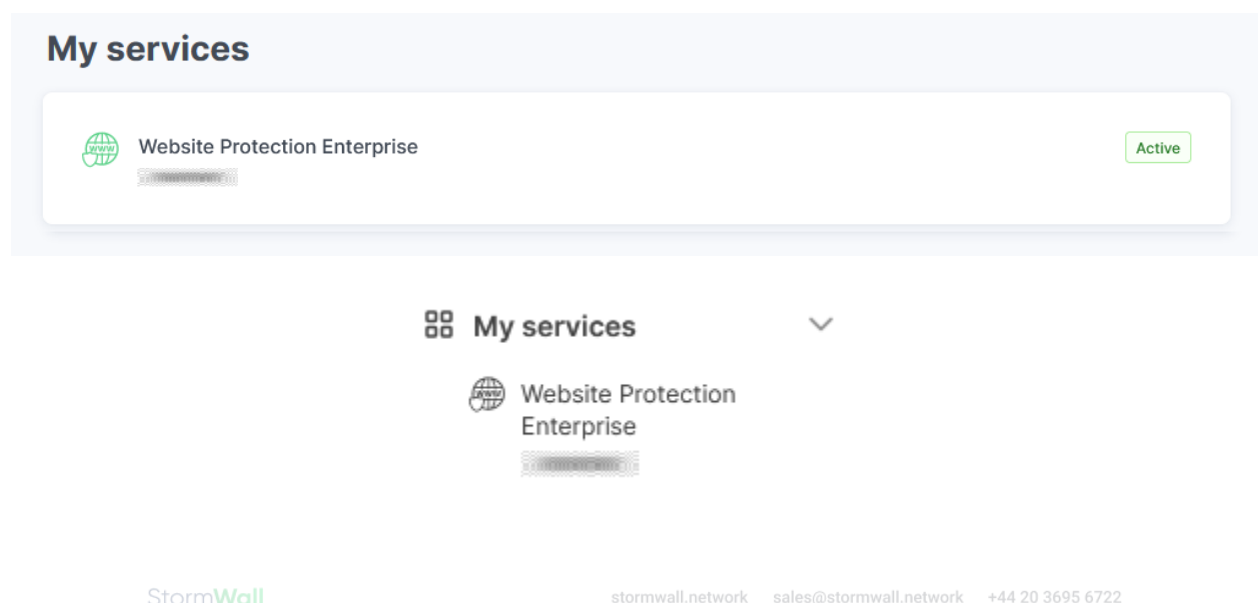 My services
Website Protection Enterprise
Active
My services
www
Website Protection
Enterprise
StormWall
stormwall.network sales@stormwall.network +44 20 3695 6722